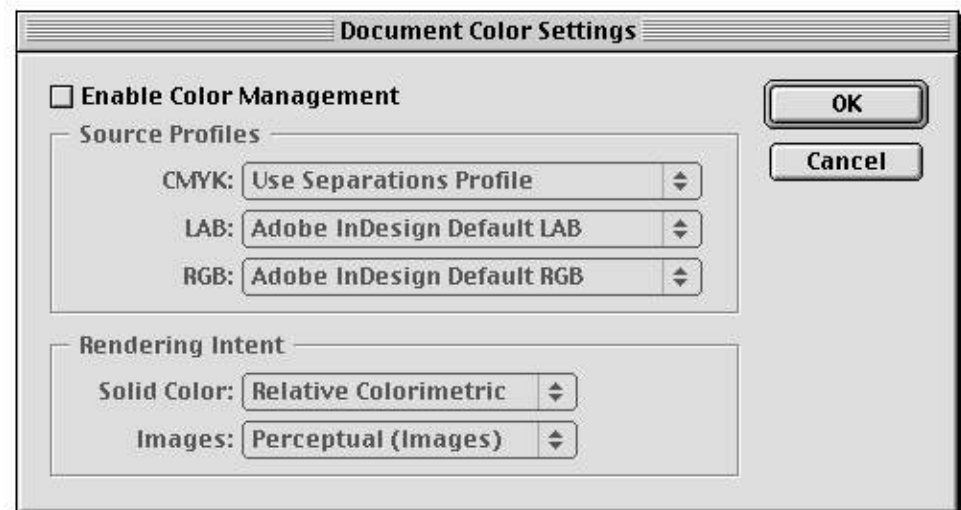 Document Color Settings
Enable Color Management
OK
Source Profiles
Cancel
CMYK: Use Separations Profile
LAB: Adobe InDesign Default LAB
RGB: Adobe InDesign Default RGB
Rendering Intent
Solid Color: Relative Colorimetric
Images: Perceptual (Images)